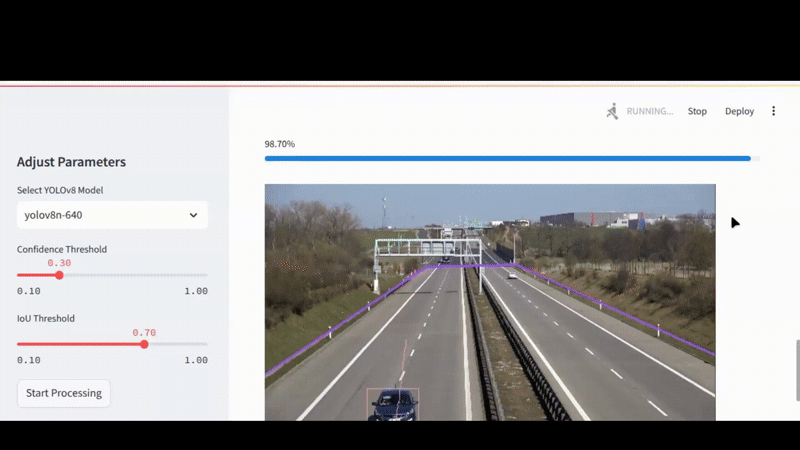 RUNNING...
Stop
Deploy
98.70%
Adjust Parameters
Select YOLOv8 Model
yolov8n-640
Confidence Threshold
0.30
0.10 1.00
IoU Threshold
0.70
0.10 1.00
Start Processing